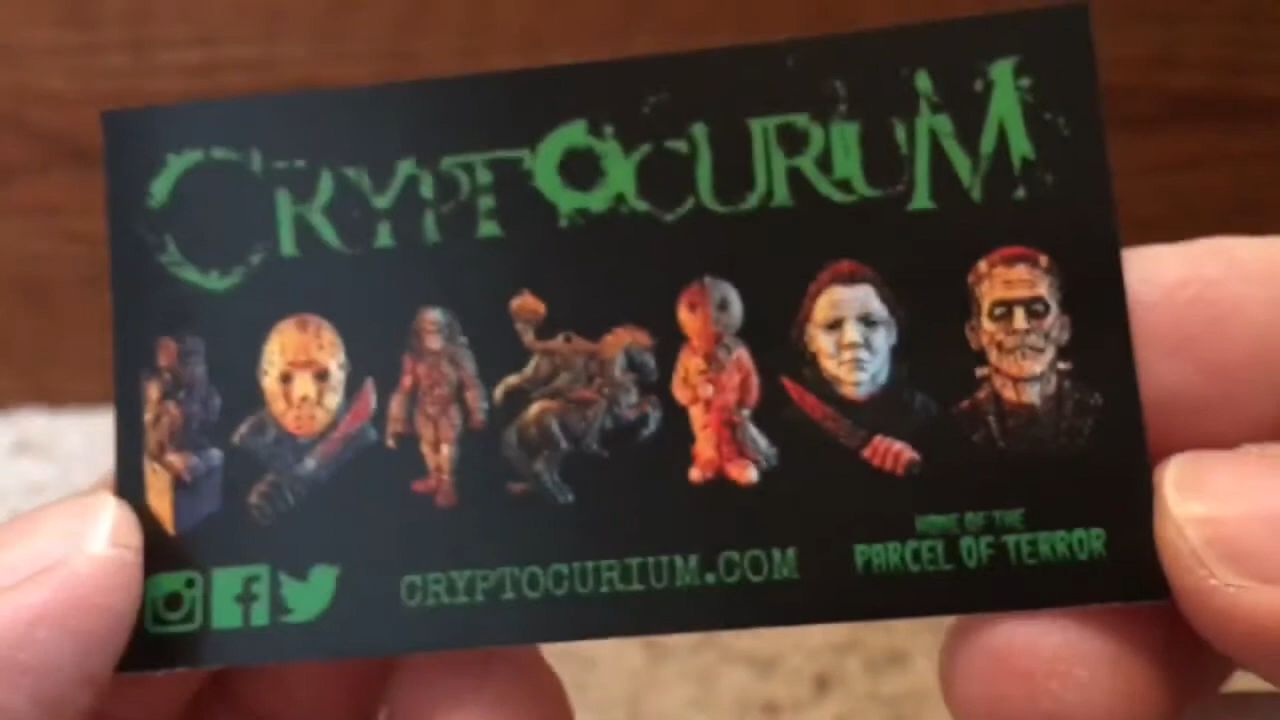 CRYPTOCURIUM
HOME OF THE
PARCEL OF TERROR
CRYPTOCURIUM.COM